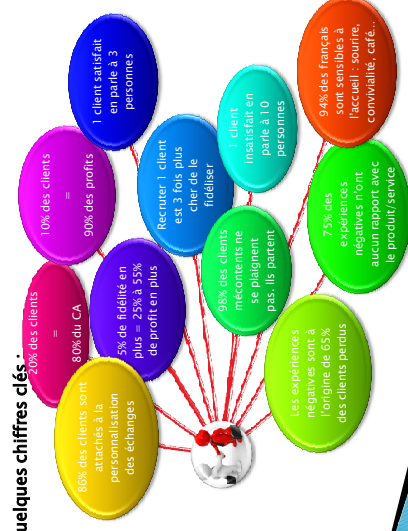 uelques chiffres clés :
86% des clients sont
attachés à la
personnalisation
des échanges
20% des clients
=
80% du CA
10% des clients
=
90% des profits
1 client satisfait
en parle à 3
personnes
5% de fidélité en
plus = 25% à 55%
de profit en plus
Recruter 1 client
est 3 fois plus
cher de le
fidéliser
1 client
insatisfait en
parle à10
personnes
98% des clients
mécontents ne
se plaignent
pas. Ils partent
94% des français
sont sensibles à
l'accueil : sourire,
convivialité, café...
75% des
expériences
négatives n'ont
aucun rapport avec
le produit/service
Les expériences
négatives sont à
l'origine de 65%
des clients perdus